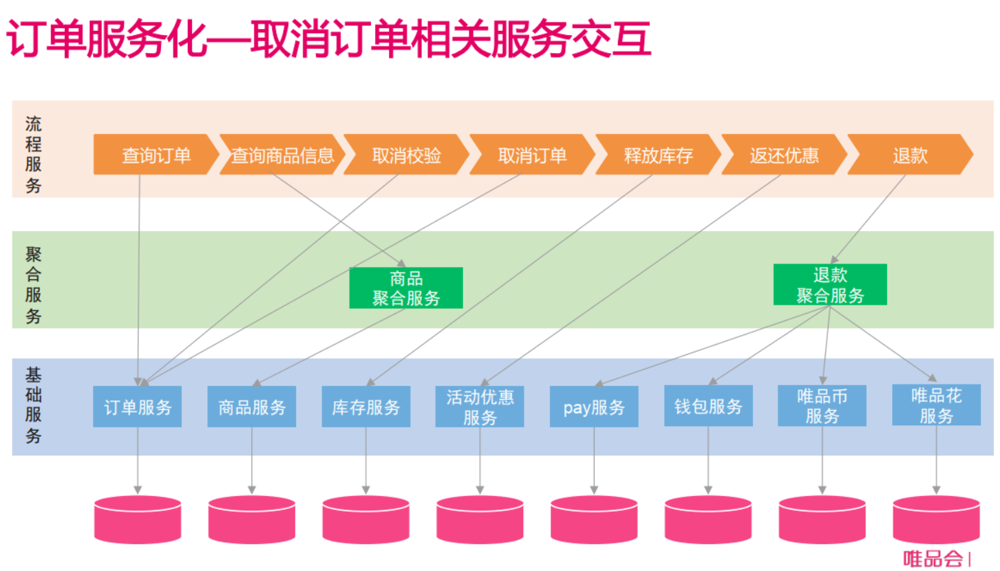 订单服务化—取消订单相关服务交互
流程服务
查询订单
查询商品信息
取消校验
取消订单
释放库存
返还优惠
退款
聚合服务
商品
聚合服务
退款
聚合服务
基础服务
订单服务
商品服务
库存服务
活动优惠
服务
pay服务
钱包服务
唯品币
服务
唯品花
服务
唯品会